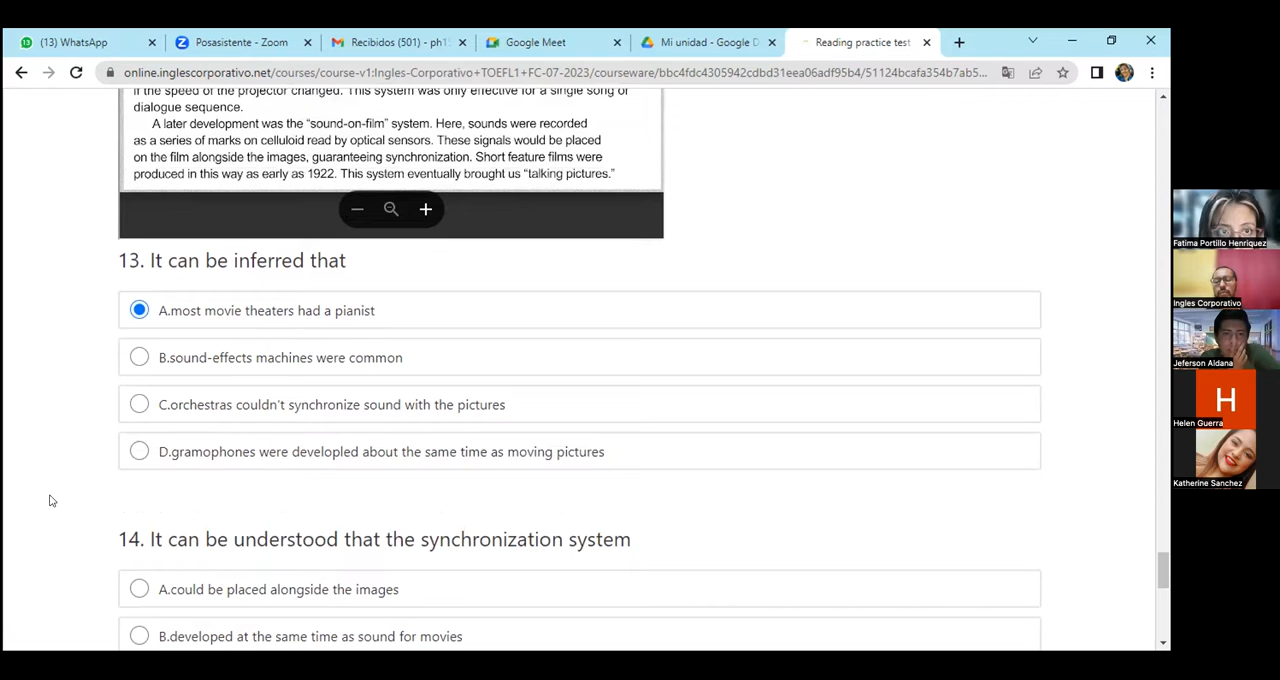 (13) WhatsApp
Posasistente - Zoom
Recibidos (501) - ph1
Google Meet
Mi unidad - Google D
Reading practice test
online.inglescorporativo.net/courses/course-v1:Ingles-Corporativo+TOEFL1+FC-07-2023/courseware/bbc4fdc4305942cdbd31eea06adf95b4/51124bcafa354b7ab5...
if the speed of the projector changed. This system was only effective for a single song or
dialogue sequence.
A later development was the “sound-on-film” system. Here, sounds were recorded
as a series of marks on celluloid read by optical sensors. These signals would be placed
on the film alongside the images, guaranteeing synchronization. Short feature films were
produced in this way as early as 1922. This system eventually brought us “talking pictures.”
13. It can be inferred that
A.most movie theaters had a pianist
B.sound-effects machines were common
C.orchestras couldn't synchronize sound with the pictures
D.gramophones were developled about the same time as moving pictures
14. It can be understood that the synchronization system
A.could be placed alongside the images
B.developed at the same time as sound for movies
Fatima Portillo Henriquez
Ingles Corporativo
Jeferson Aldana
H
Helen Guerra
Katherine Sanchez